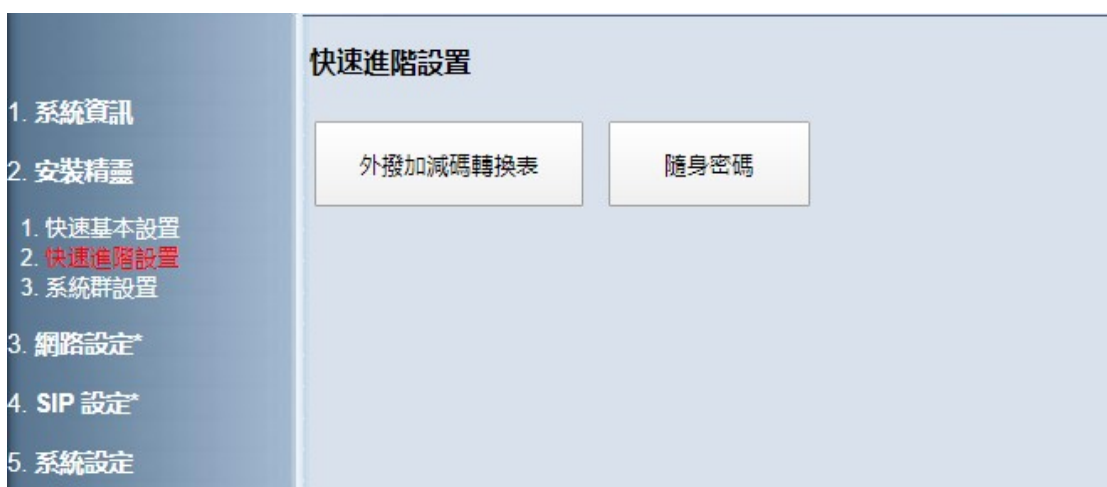 快速進階設置
外撥加減碼轉換表
隨身密碼
1. 系統資訊
2. 安裝精靈
1. 快速基本設置
2. 快速進階設置
3. 系統群設置
3. 網路設定*
4. SIP 設定*
5. 系統設定